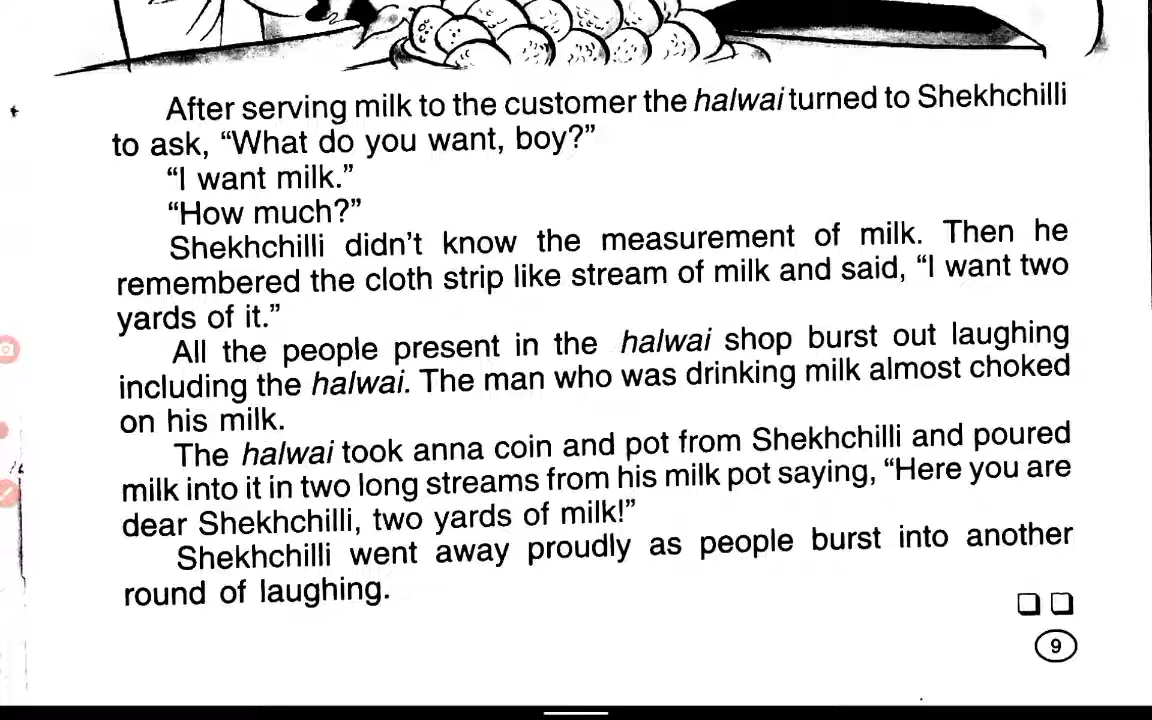 After serving milk to the customer the halwai turned to Shekhchilli
to ask, “What do you want, boy?”
“I want milk.”
“How much?”
Shekhchilli didn’t know the measurement of milk. Then he
remembered the cloth strip like stream of milk and said, “I want two
yards of it.”
All the people present in the halwai shop burst out laughing
including the halwai. The man who was drinking milk almost choked
on his milk.
The halwai took anna coin and pot from Shekhchilli and poured
milk into it in two long streams from his milk pot saying, “Here you are
dear Shekhchilli, two yards of milk!”
Shekhchilli went away proudly as people burst into another
round of laughing.
9